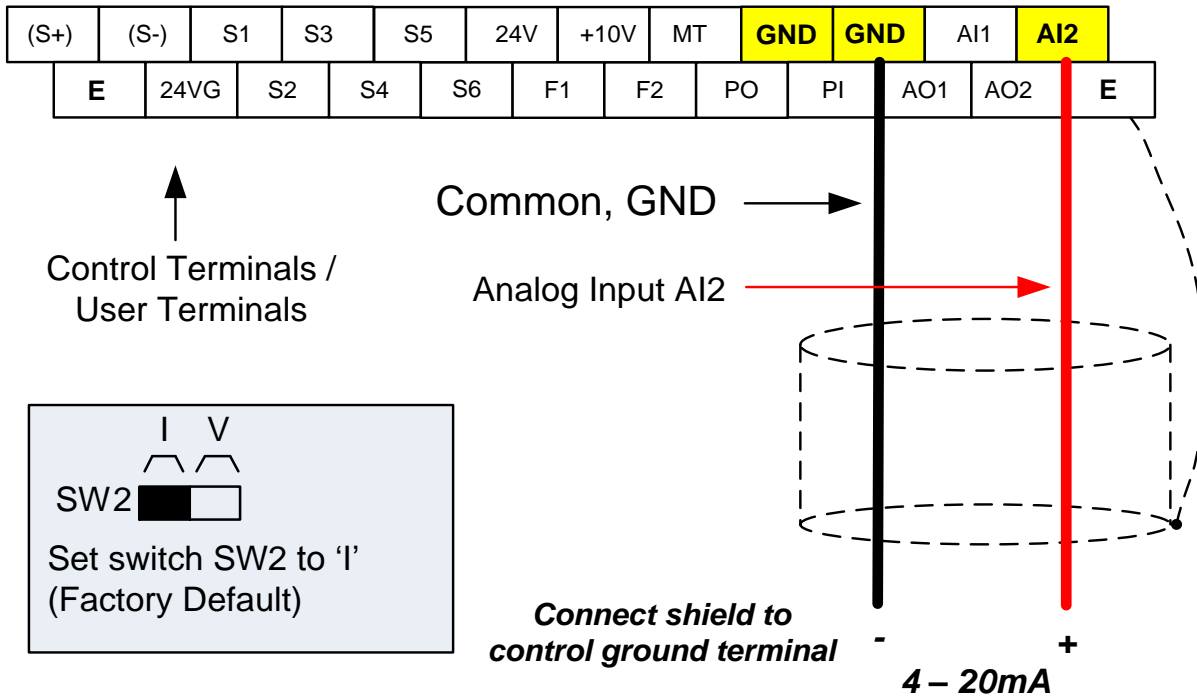 (S+) (S-) S1 S3 S5 24V +10V MT GND GND AI1 AI2
E 24VG S2 S4 S6 F1 F2 PO PI AO1 AO2 E
Common, GND
Control Terminals /
User Terminals
Analog Input AI2
I V
SW2
Set switch SW2 to ‘I’
(Factory Default)
Connect shield to
control ground terminal
- +
4 – 20mA